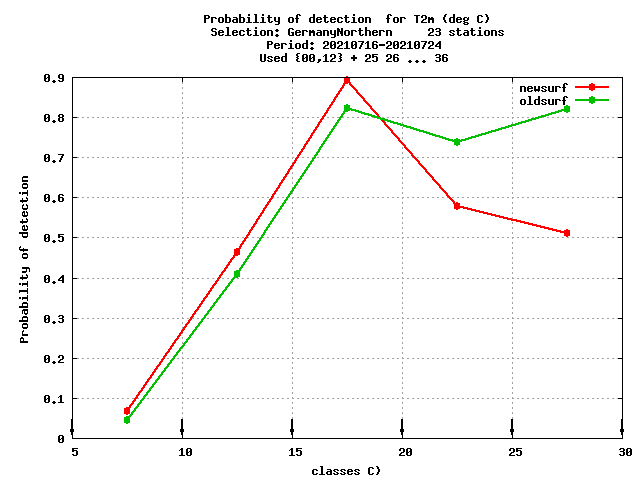 Probability of detection  for T2m (deg C)
Selection: GermanyNorthern     23 stations
Period: 20210716-20210724
Used {00,12} + 25 26 ... 36
newsurf
oldsurf
Probability of detection
0.9
0.8
0.7
0.6
0.5
0.4
0.3
0.2
0.1
0
5 10 15 20 25 30
classes C)